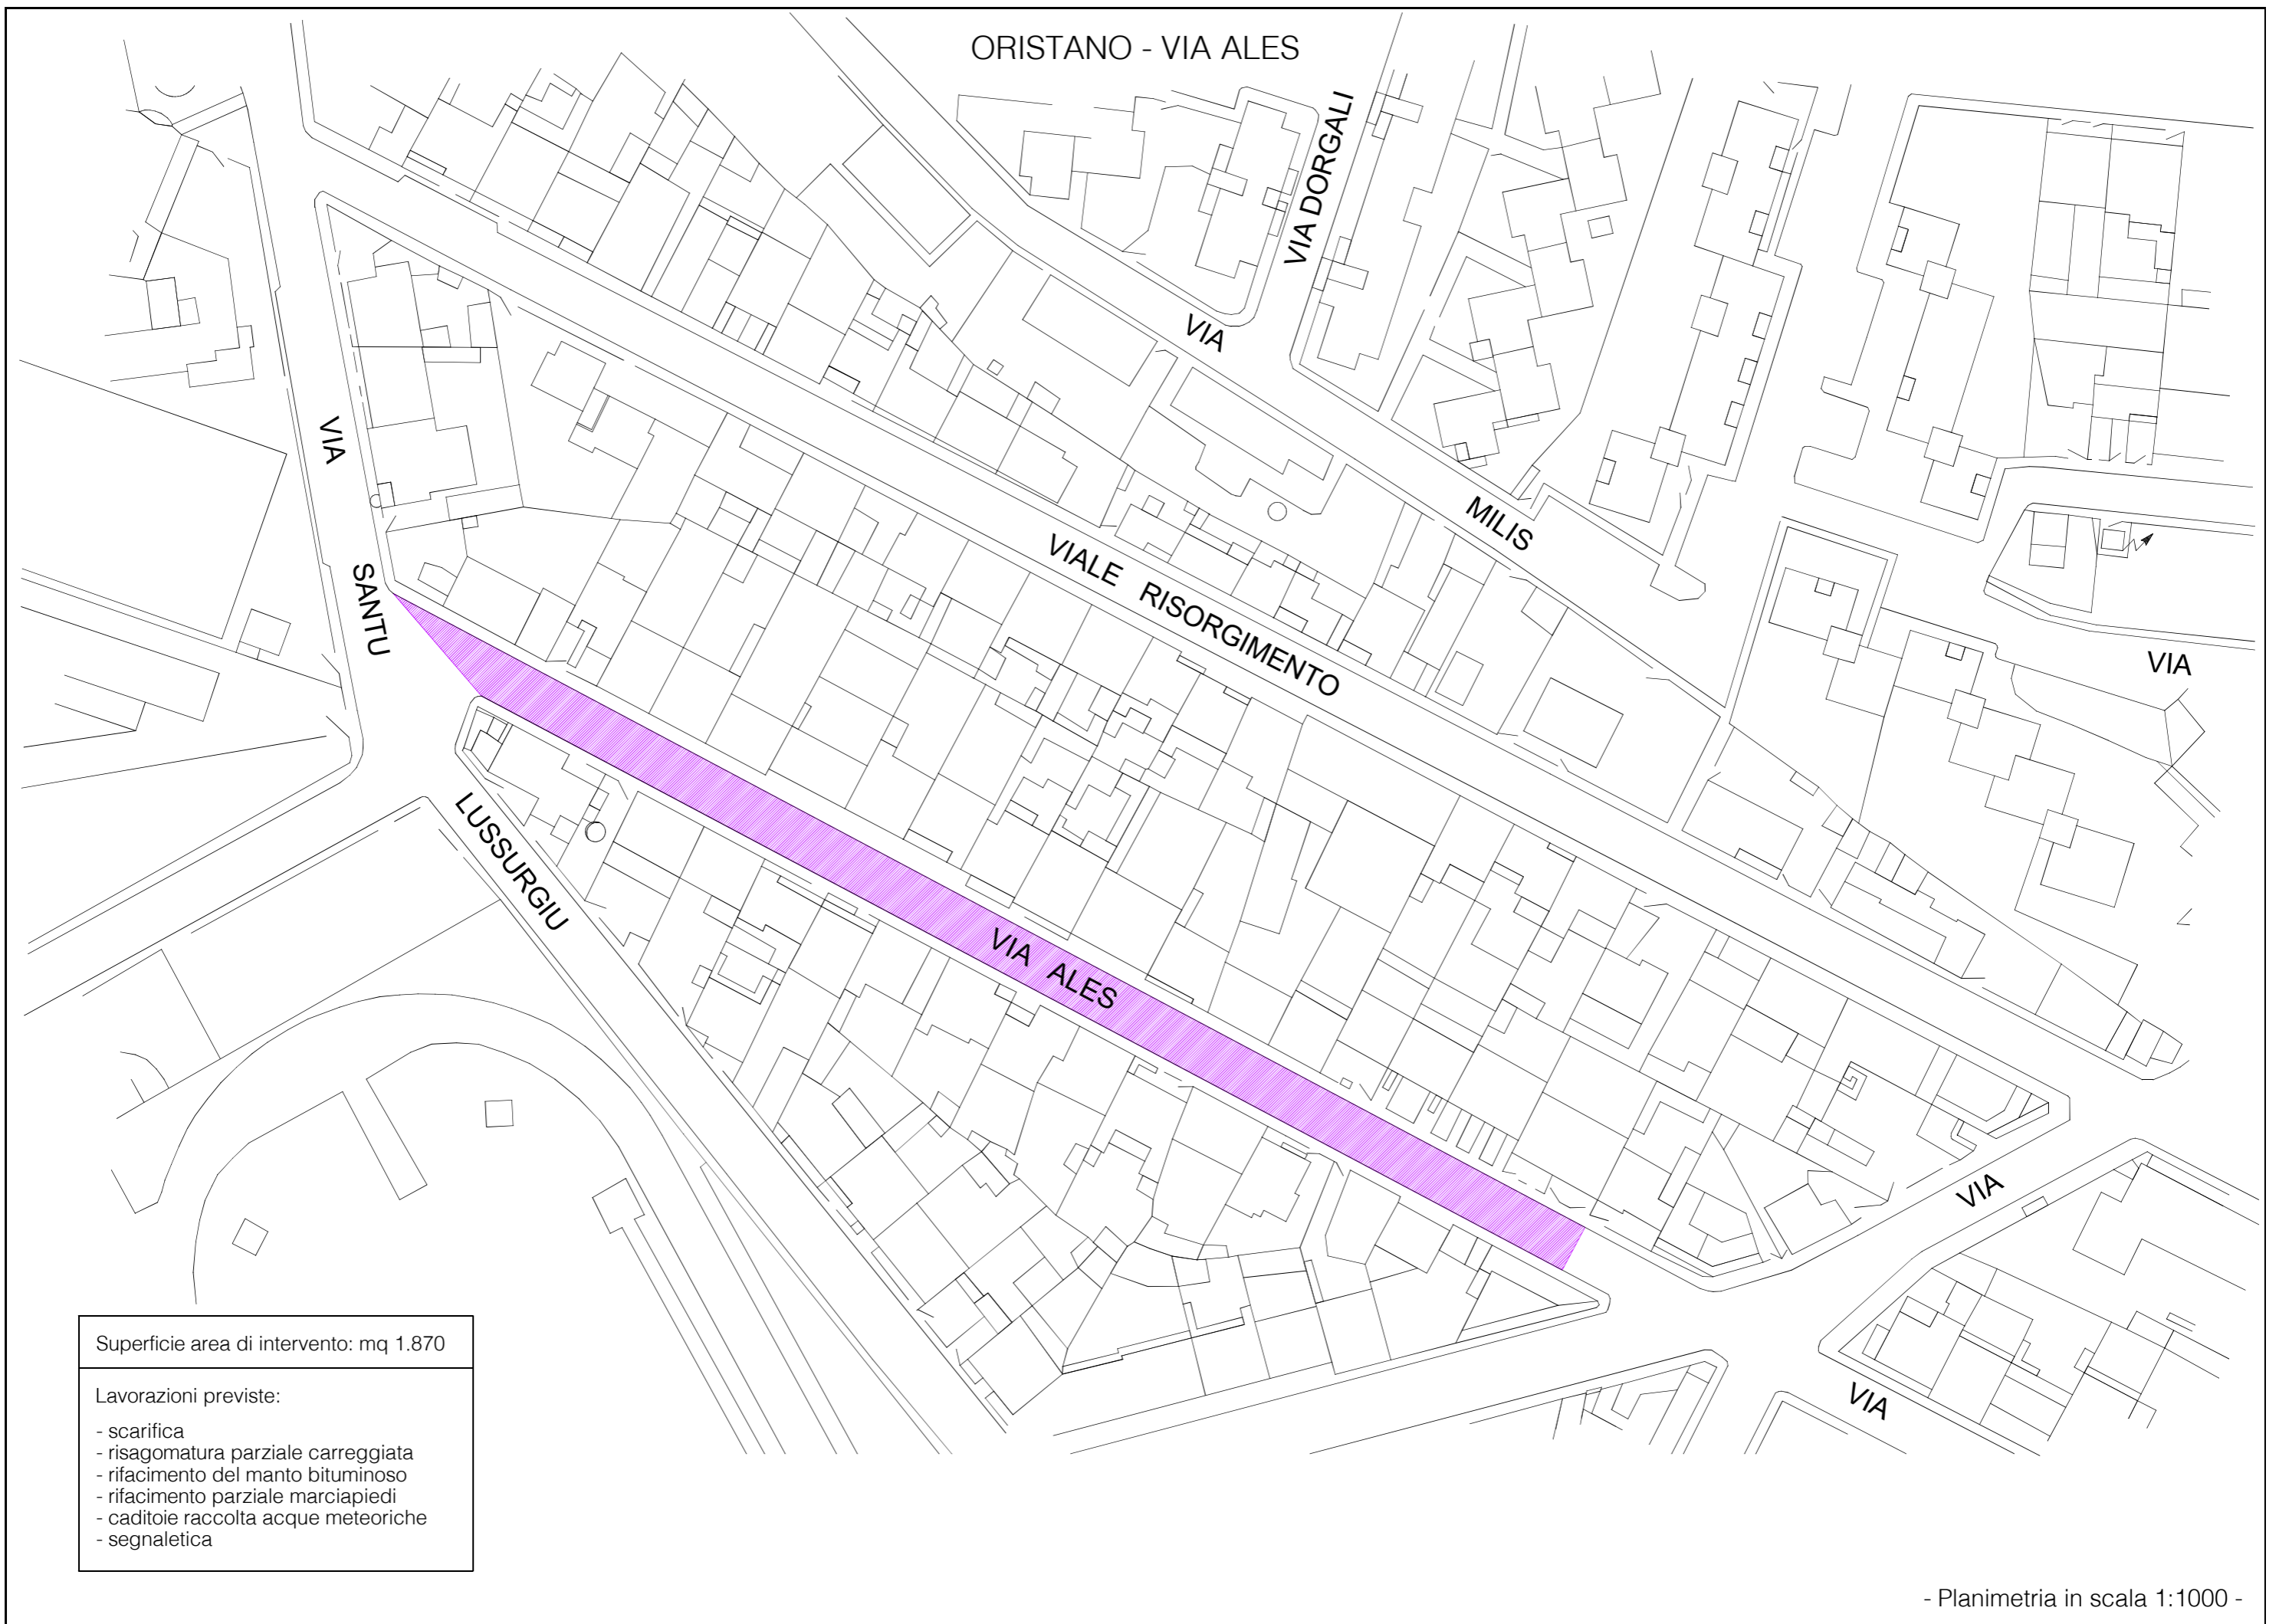 ORISTANO - VIA ALES
VIA DORGALI
VIA
MILIS
VIA
SANTU
LUSSURGIU
VIALE RISORGIMENTO
VIA
VIA ALES
VIA
VIA
Superficie area di intervento: mq 1.870
Lavorazioni previste:
- scarifica
- risagomatura parziale carreggiata
- rifacimento del manto bituminoso
- rifacimento parziale marciapiedi
- caditoie raccolta acque meteoriche
- segnaletica
- Planimetria in scala 1:1000 -